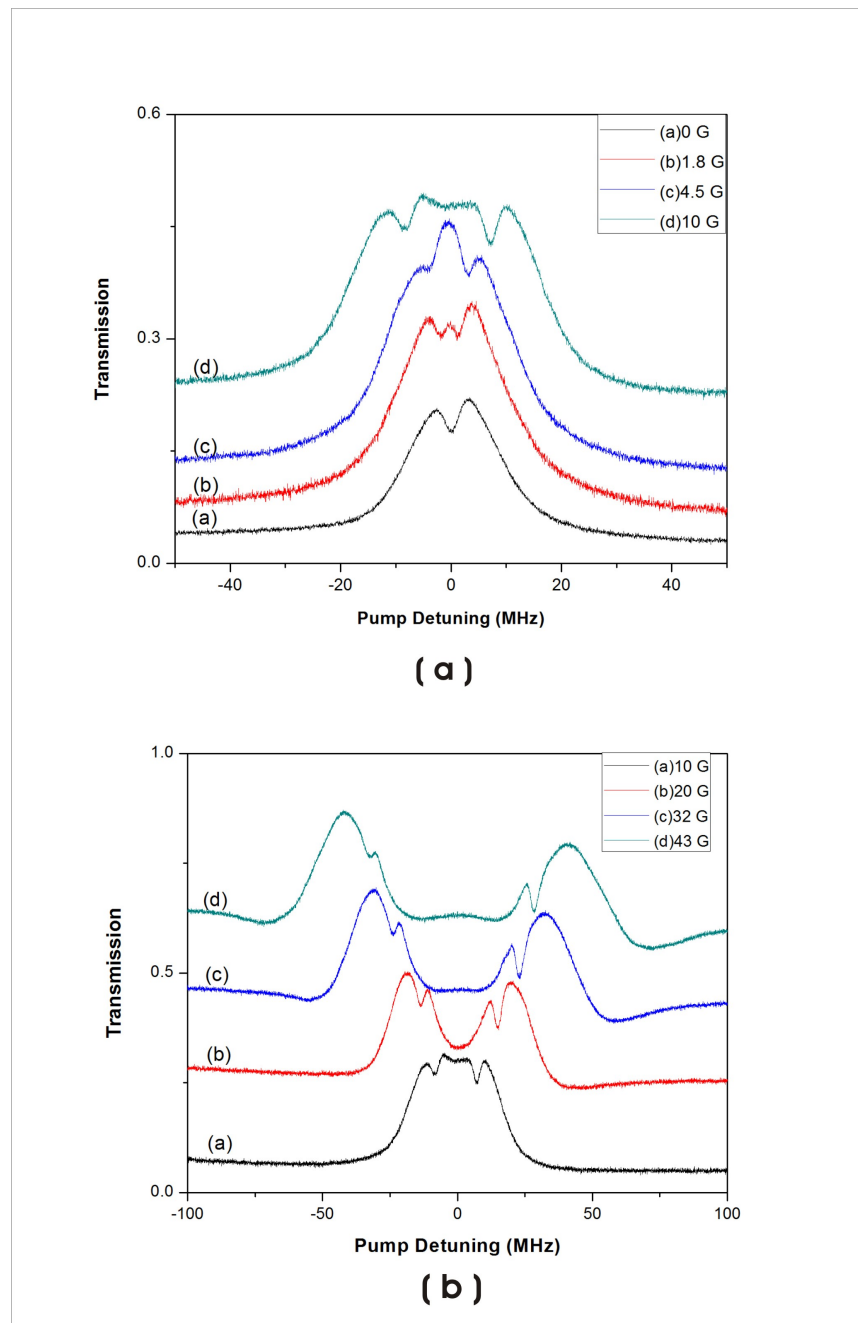 0.6
(a)0 G
(b)1.8 G
(c)4.5 G
(d)10 G
Transmission
0.3
(d)
(c)
(b)
(a)
0.0
-40 -20 0 20 40
Pump Detuning (MHz)
( a )
1.0
(a)10 G
(b)20 G
(c)32 G
(d)43 G
Transmission
(d)
0.5
(c)
(b)
(a)
0.0
-100 -50 0 50 100
Pump Detuning (MHz)
( b )